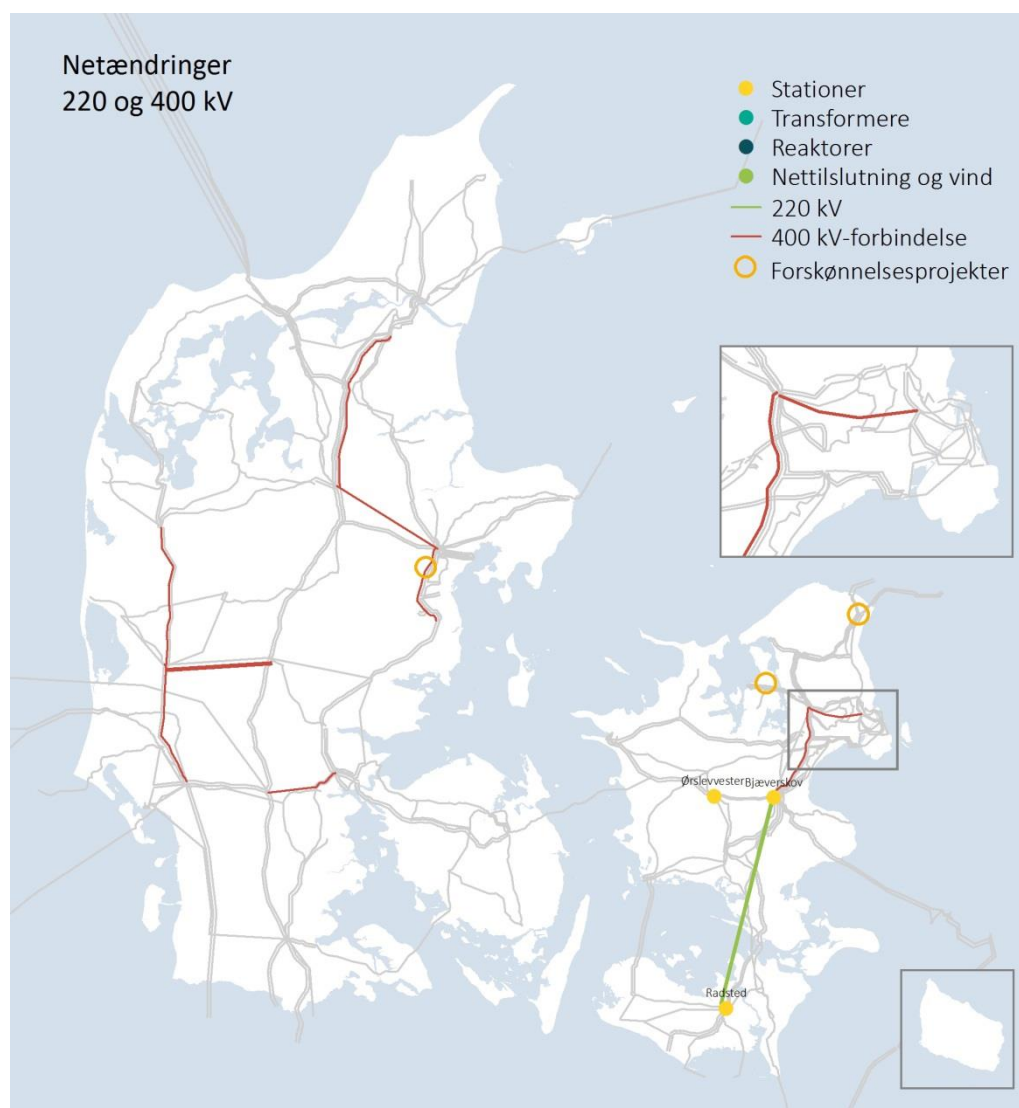 Netændringer
220 og 400 kV
Stationer
Transformere
Reaktorer
Nettilslutning og vind
220 kV
400 kV-forbindelse
Forskønnelsesprojekter
Ørslevvester
Bjæverskov
Radsted